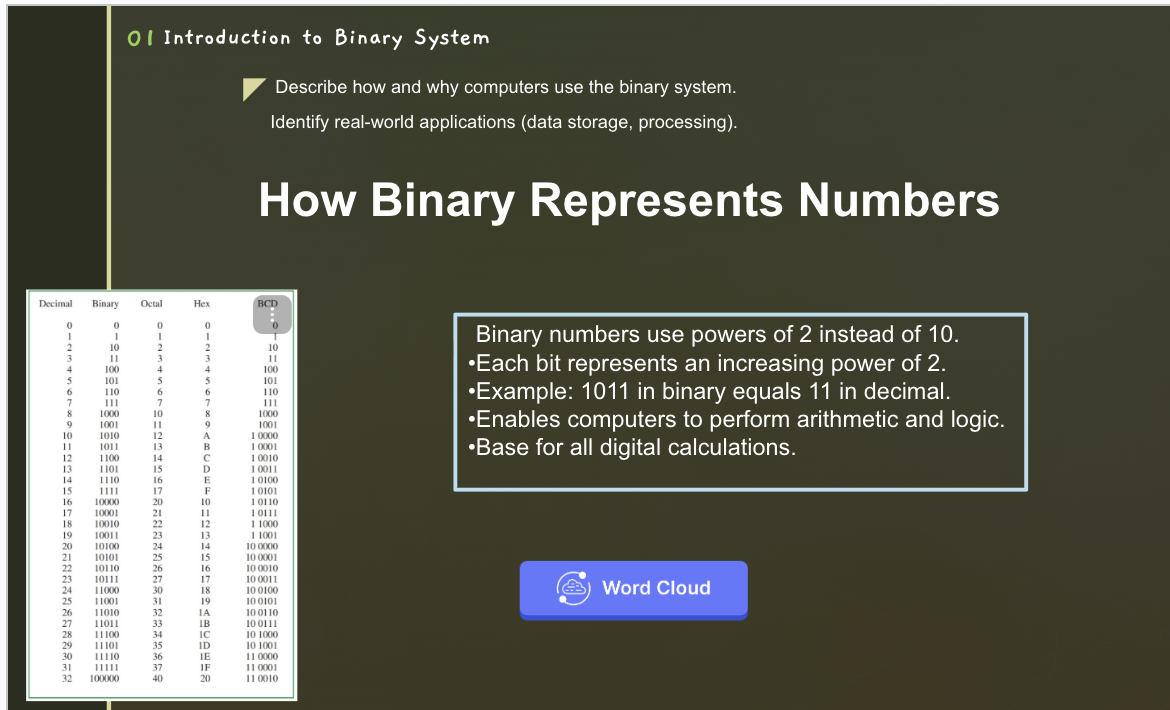 01 Introduction to Binary System
Describe how and why computers use the binary system.
Identify real-world applications (data storage, processing).
How Binary Represents Numbers
Decimal Binary Octal Hex BCD
0 0 0 0 0
1 1 1 1 1
2 10 2 2 10
3 11 3 3 11
4 100 4 4 100
5 101 5 5 101
6 110 6 6 110
7 111 7 7 111
8 1000 10 8 1000
9 1001 11 9 1001
10 1010 12 A 1 0000
11 1011 13 B 1 0001
12 1100 14 C 1 0010
13 1101 15 D 1 0011
14 1110 16 E 1 0100
15 1111 17 F 1 0101
16 10000 20 10 1 0110
17 10001 21 11 1 0111
18 10010 22 12 1 1000
19 10011 23 13 1 1001
20 10100 24 14 10 0000
21 10101 25 15 10 0001
22 10110 26 16 10 0010
23 10111 27 17 10 0011
24 11000 30 18 10 0100
25 11001 31 19 10 0101
26 11010 32 1A 10 0110
27 11011 33 1B 10 0111
28 11100 34 1C 10 1000
29 11101 35 1D 10 1001
30 11110 36 1E 11 0000
31 11111 37 1F 11 0001
32 100000 40 20 11 0010
Binary numbers use powers of 2 instead of 10.
•Each bit represents an increasing power of 2.
•Example: 1011 in binary equals 11 in decimal.
•Enables computers to perform arithmetic and logic.
•Base for all digital calculations.
Word Cloud